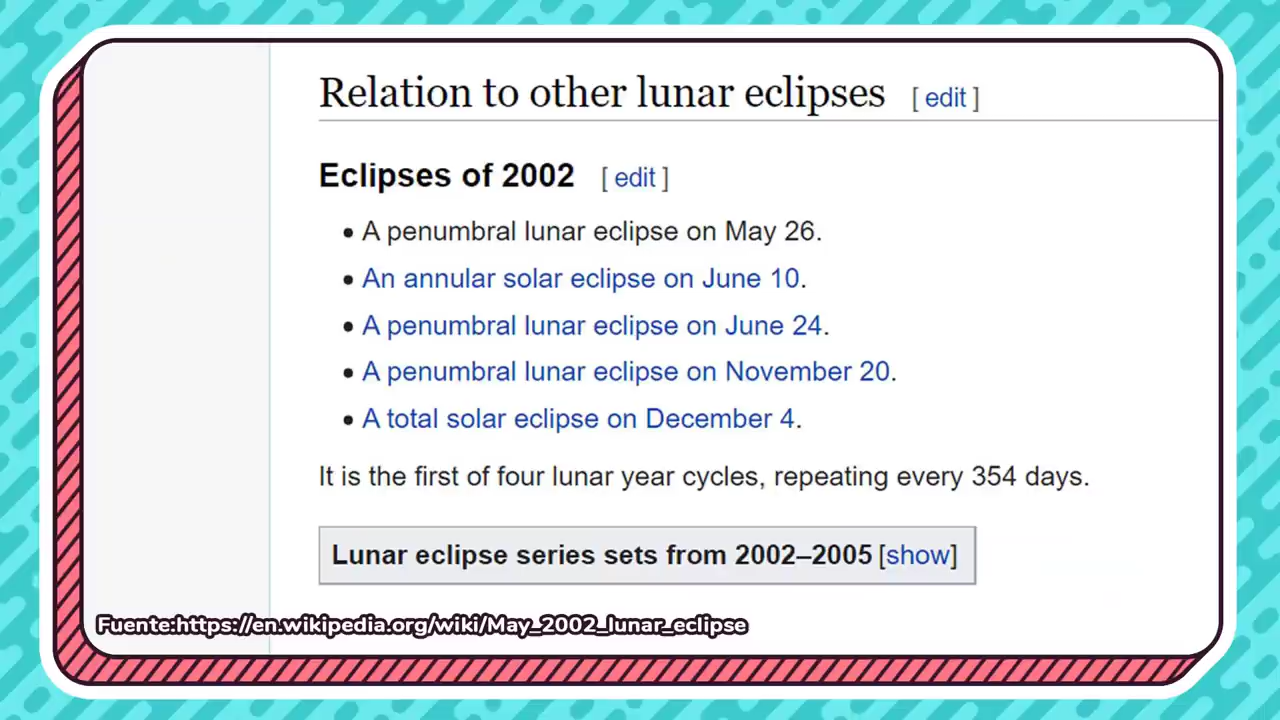 Relation to other lunar eclipses [ edit ]
Eclipses of 2002 [ edit ]
• A penumbral lunar eclipse on May 26.
• An annular solar eclipse on June 10.
• A penumbral lunar eclipse on June 24.
• A penumbral lunar eclipse on November 20.
• A total solar eclipse on December 4.
It is the first of four lunar year cycles, repeating every 354 days.
Lunar eclipse series sets from 2002–2005 [show]
Fuente:https://en.wikipedia.org/wiki/May_2002_lunar_eclipse